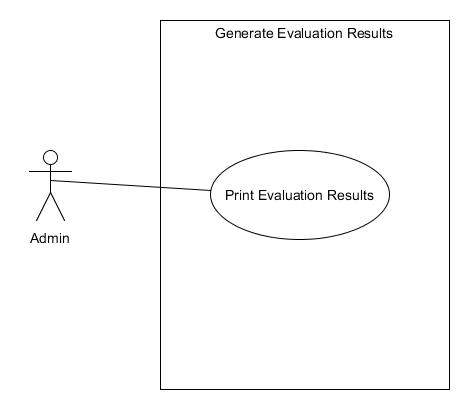 Generate Evaluation Results
Print Evaluation Results
Admin